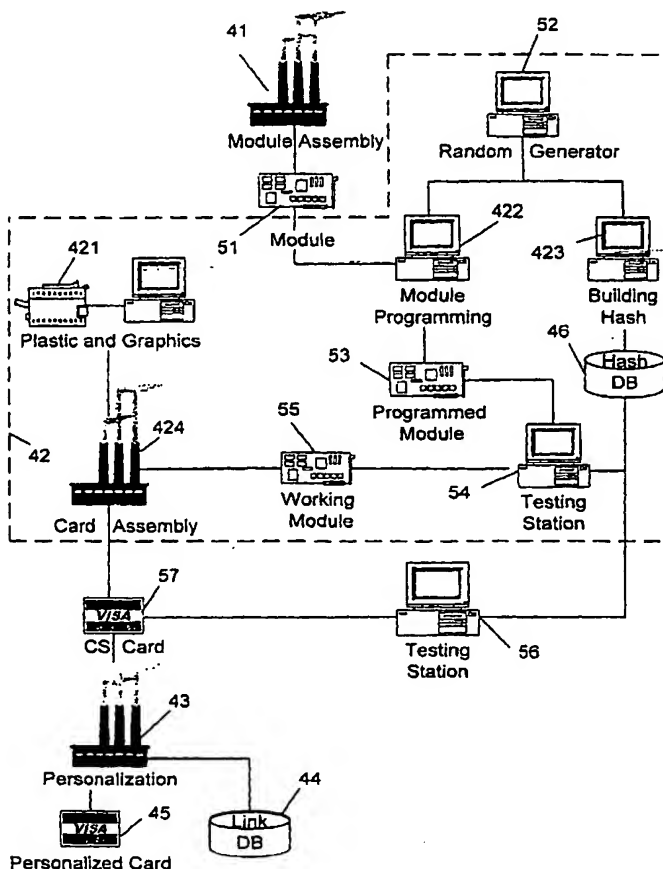 41
52
Module Assembly
Random Generator
51
Module
422
423
421
Module
Programming
Building
Hash
Plastic and Graphics
46
Hash
DB
53
Programmed
Module
55
424
42
Working
Module
54
Testing
Station
Card Assembly
57
VISA
CS Card
Testing
Station
56
43
Personalization
44
Link
DB
45
VISA
Personalized Card